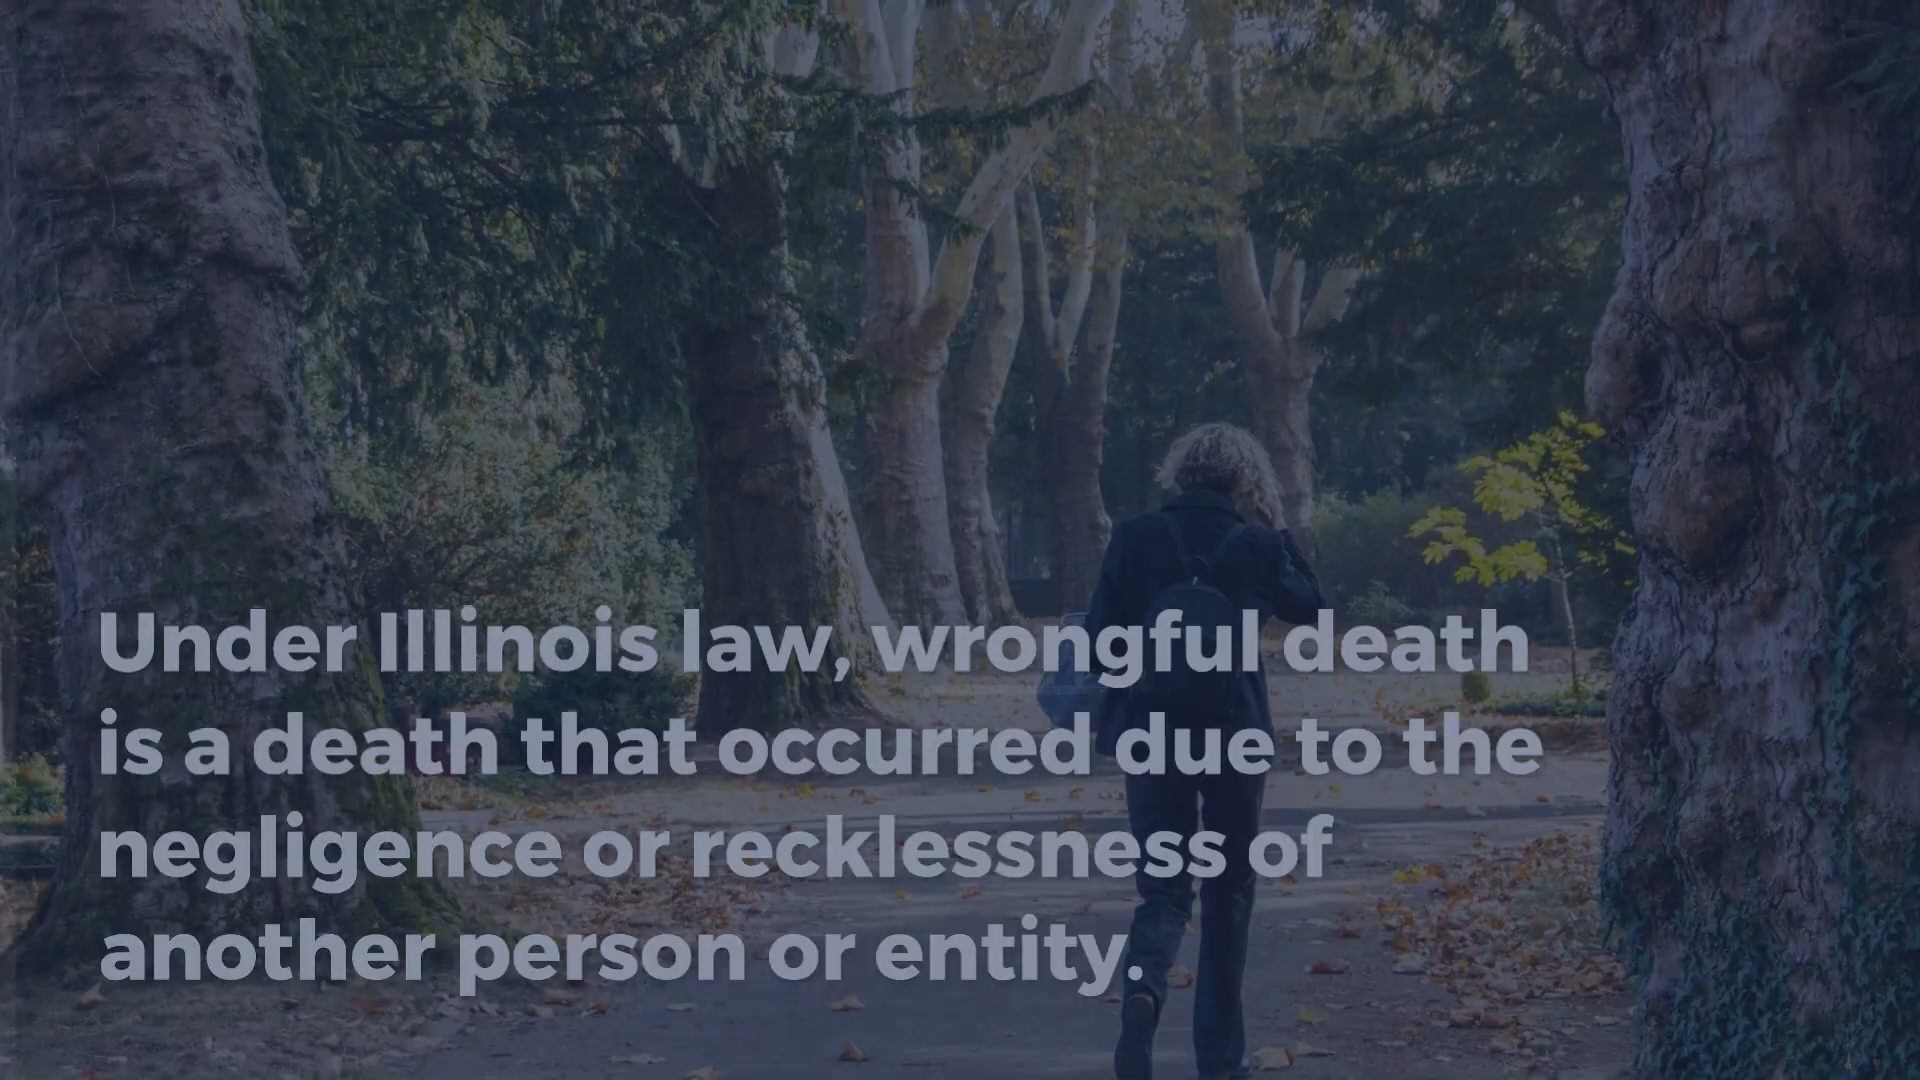 Under Illinois law, wrongful death
is a death that occurred due to the
negligence or recklessness of
another person or entity.